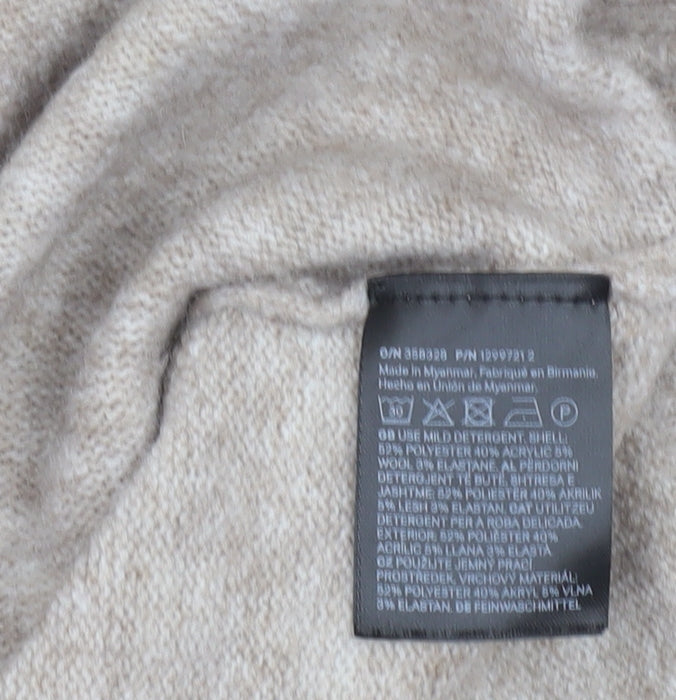 O/N 358328 P/N 1299721 2
Made in Myanmar, Fabriqué en Birmanie,
Hecho en Unión de Myanmar
30 P
GB USE MILD DETERGENT. SHELL:
52% POLYESTER 40% ACRYLIC 5%
WOOL 3% ELASTANE. AL PËRDORNI
DETERGJENT TË BUTË. SHTRESA E
JASHTME: 52% POLIESTËR 40% AKRILIK
5% LESH 3% ELASTAN. CAT UTILITZEU
DETERGENT PER A ROBA DELICADA.
EXTERIOR: 52% POLIÈSTER 40%
ACRÍLIC 5% LLANA 3% ELASTÀ
CZ POUŽIJTE JEMNÝ PRACÍ
PROSTŘEDEK. VRCHOVÝ MATERIÁL:
52% POLYESTER 40% AKRYL 5% VLNA
3% ELASTAN. DE FEINWASCHMITTEL